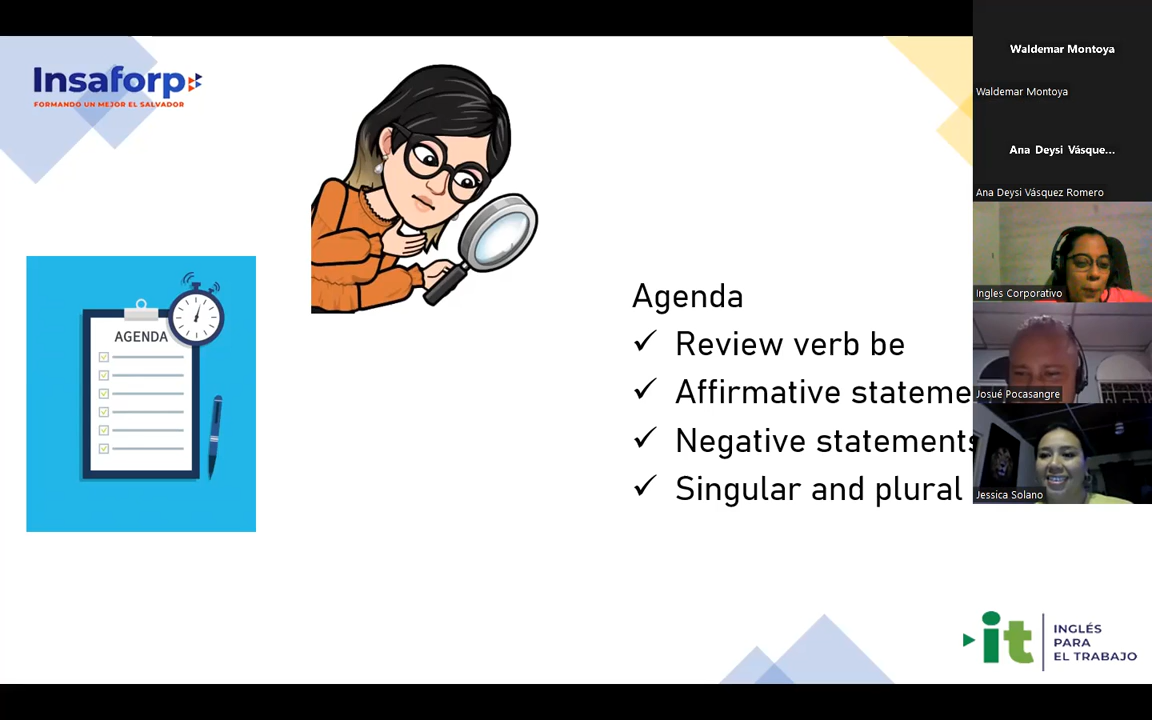 Insaforp
FORMANDO UN MEJOR EL SALVADOR
AGENDA
Agenda
✓ Review verb be
✓ Affirmative stateme
✓ Negative statements
✓ Singular and plural
Waldemar Montoya
Waldemar Montoya
Ana Deysi Vásque...
Ana Deysi Vásquez Romero
Ingles Corporativo
Josué Pocasangre
Jessica Solano
it
INGLÉS
PARA
EL TRABAJO